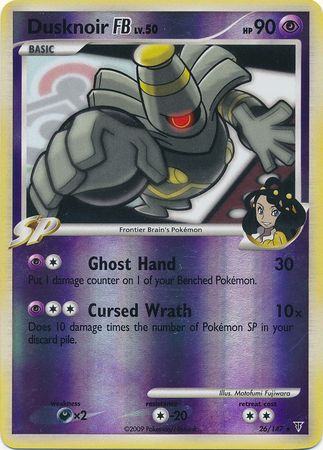 Dusknoir FB LV.50
HP 90
BASIC
SP
Frontier Brain's Pokémon
Ghost Hand 30
Put 1 damage counter on 1 of your Benched Pokémon.
Cursed Wrath 10x
Does 10 damage times the number of Pokémon SP in your
discard pile.
Illus. Motofumi Fujiwara
weakness resistance retreat cost
×2 -20
©2009 Pokémon/Nintendo 26/147 ★